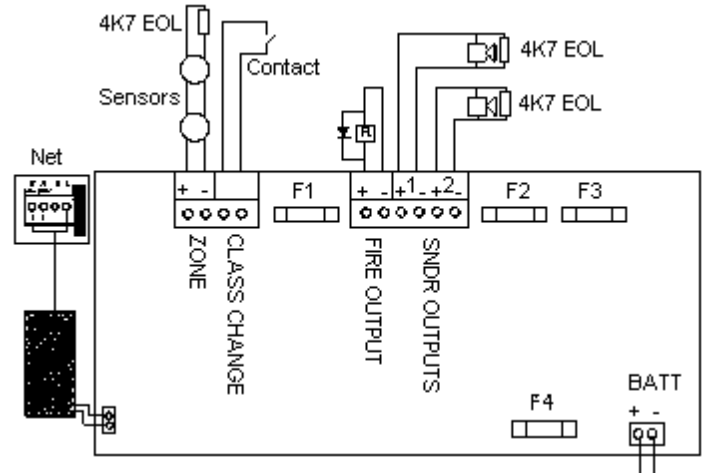 4K7 EOL
4K7 EOL
Contact
Sensors
4K7 EOL
Net
R
F1
F2
F3
+ -
+ - +1- +2-
ZONE
CLASS CHANGE
FIRE OUTPUT
SNDR OUTPUTS
BATT
F4
+ -